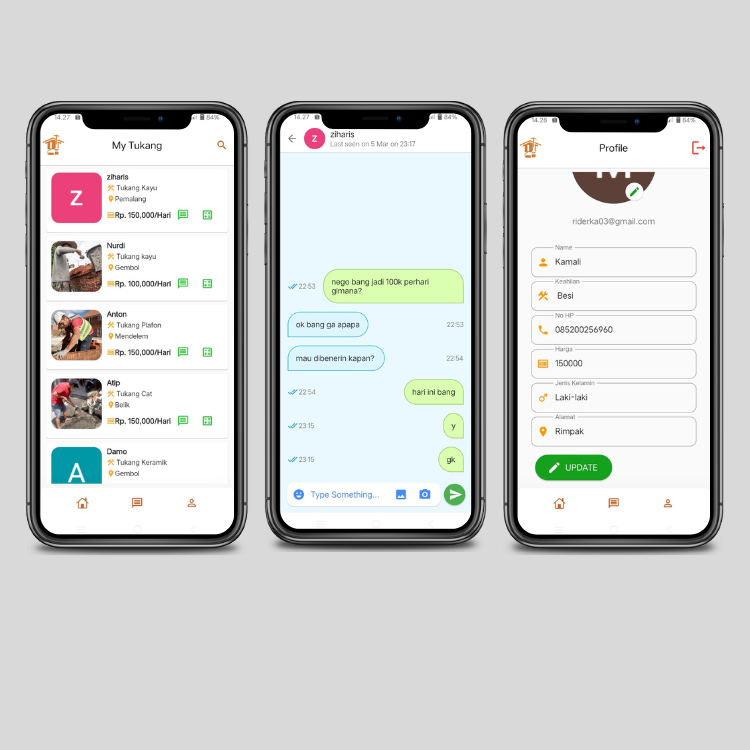 14.27
84%
My Tukang
Z
ziharis
Tukang Kayu
Pemalang
Rp. 150,000/Hari
Nurdi
Tukang kayu
Gembol
Rp. 100,000/Hari
Anton
Tukang Plafon
Mendelem
Rp. 150,000/Hari
Atip
Tukang Cat
Belik
Rp. 150,000/Hari
A
Damo
Tukang Keramik
Gembol
14.27
84%
Z
ziharis
Last seen on 5 Mar on 23:17
22:53
nego bang jadi 100k perhari
gimana?
ok bang ga apapa
22:53
mau dibenerin kapan?
22:54
22:54
hari ini bang
23:15
y
23:15
gk
Type Something...
14.28
84%
Profile
M
riderka03@gmail.com
Name
Kamali
Keahlian
Besi
No HP
085200256960
Harga
150000
Jenis Kelamin
Laki-laki
Alamat
Rimpak
UPDATE